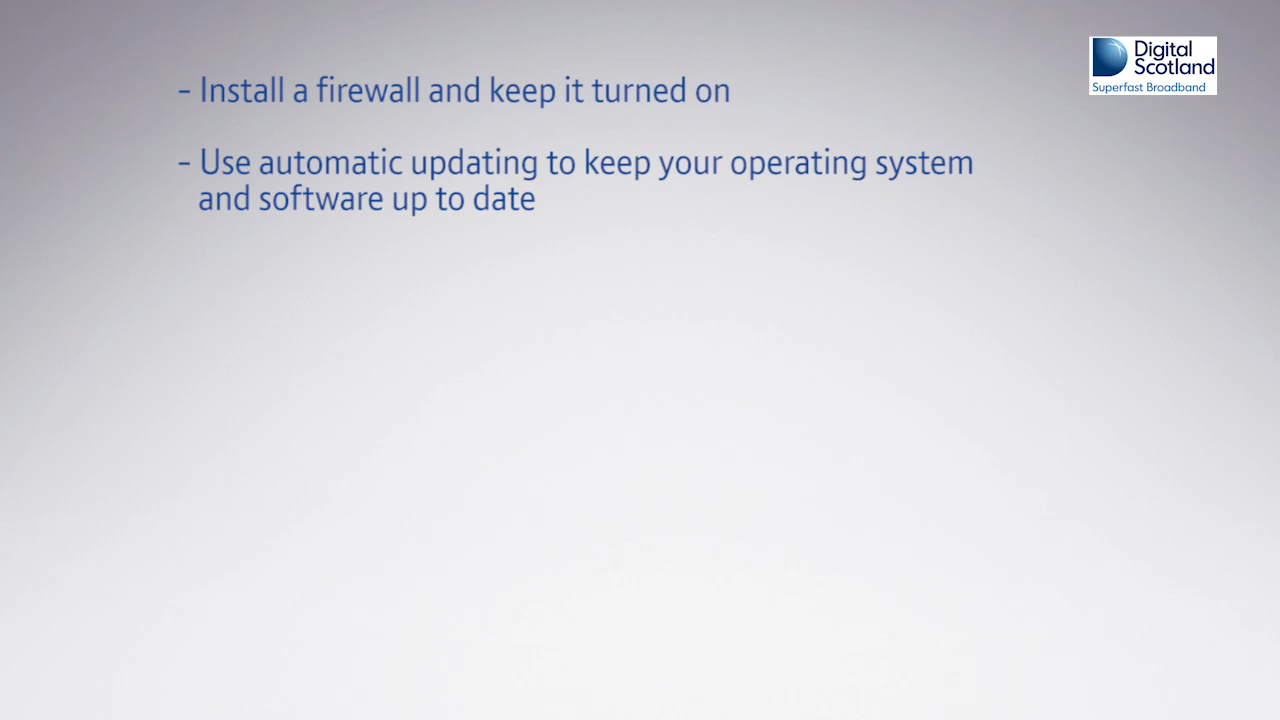 - Install a firewall and keep it turned on
- Use automatic updating to keep your operating system
and software up to date
Digital
Scotland
Superfast Broadband